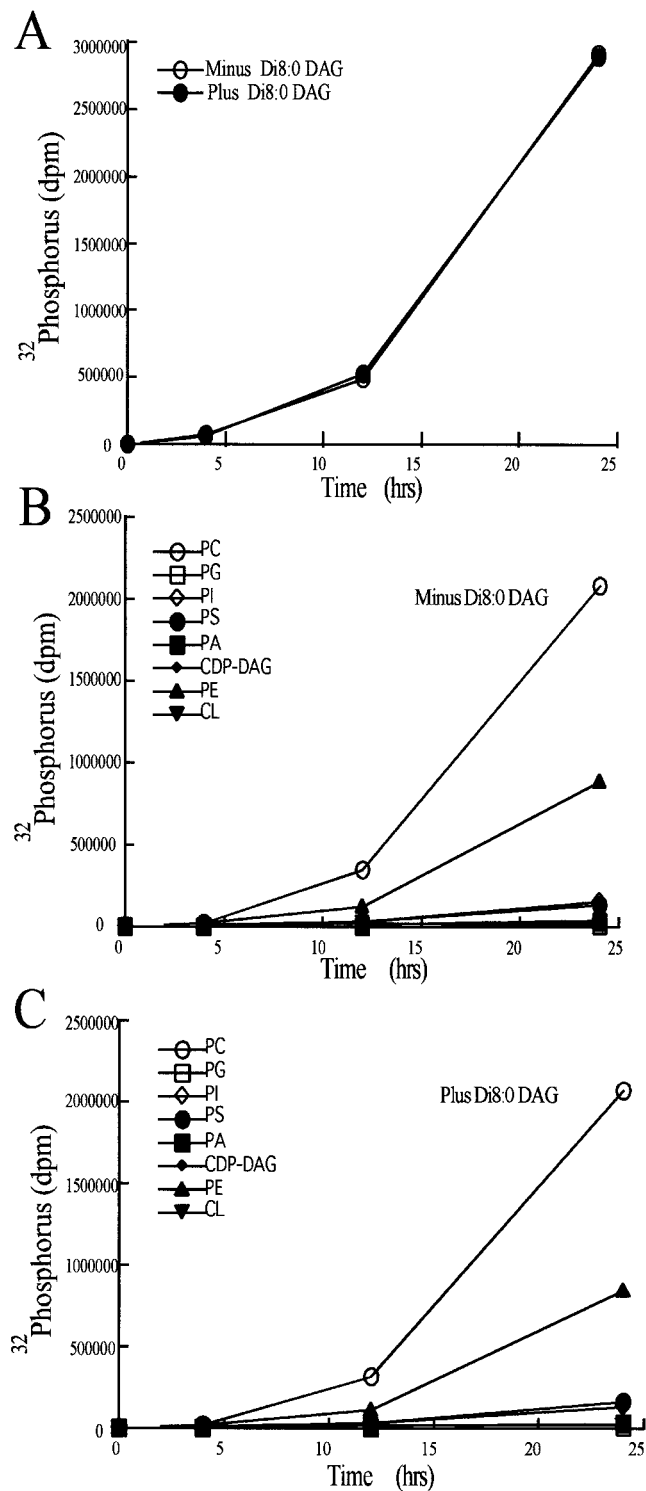 A
3000000
Minus Di8:0 DAG
Plus Di8:0 DAG
2500000
2000000
1500000
1000000
500000
0
32Phosphorus (dpm)
0 5 10 15 20 25
Time (hrs)
B
2500000
PC
PG
PI
PS
PA
CDP-DAG
PE
CL
Minus Di8:0 DAG
2000000
1500000
1000000
500000
0
32Phosphorus (dpm)
0 5 10 15 20 25
Time (hrs)
C
2500000
PC
PG
PI
PS
PA
CDP-DAG
PE
CL
Plus Di8:0 DAG
2000000
1500000
1000000
500000
0
32Phosphorus (dpm)
0 5 10 15 20 25
Time (hrs)